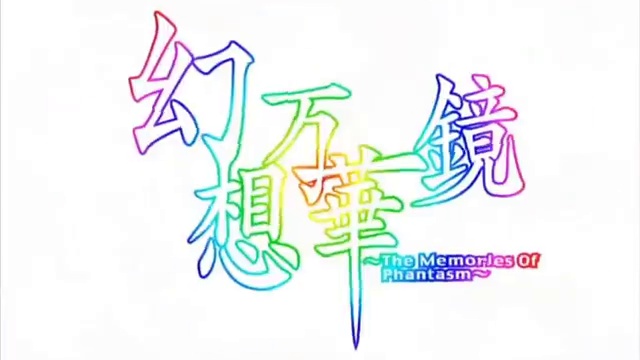 幻想万華鏡
～The Memories Of
Phantasm～